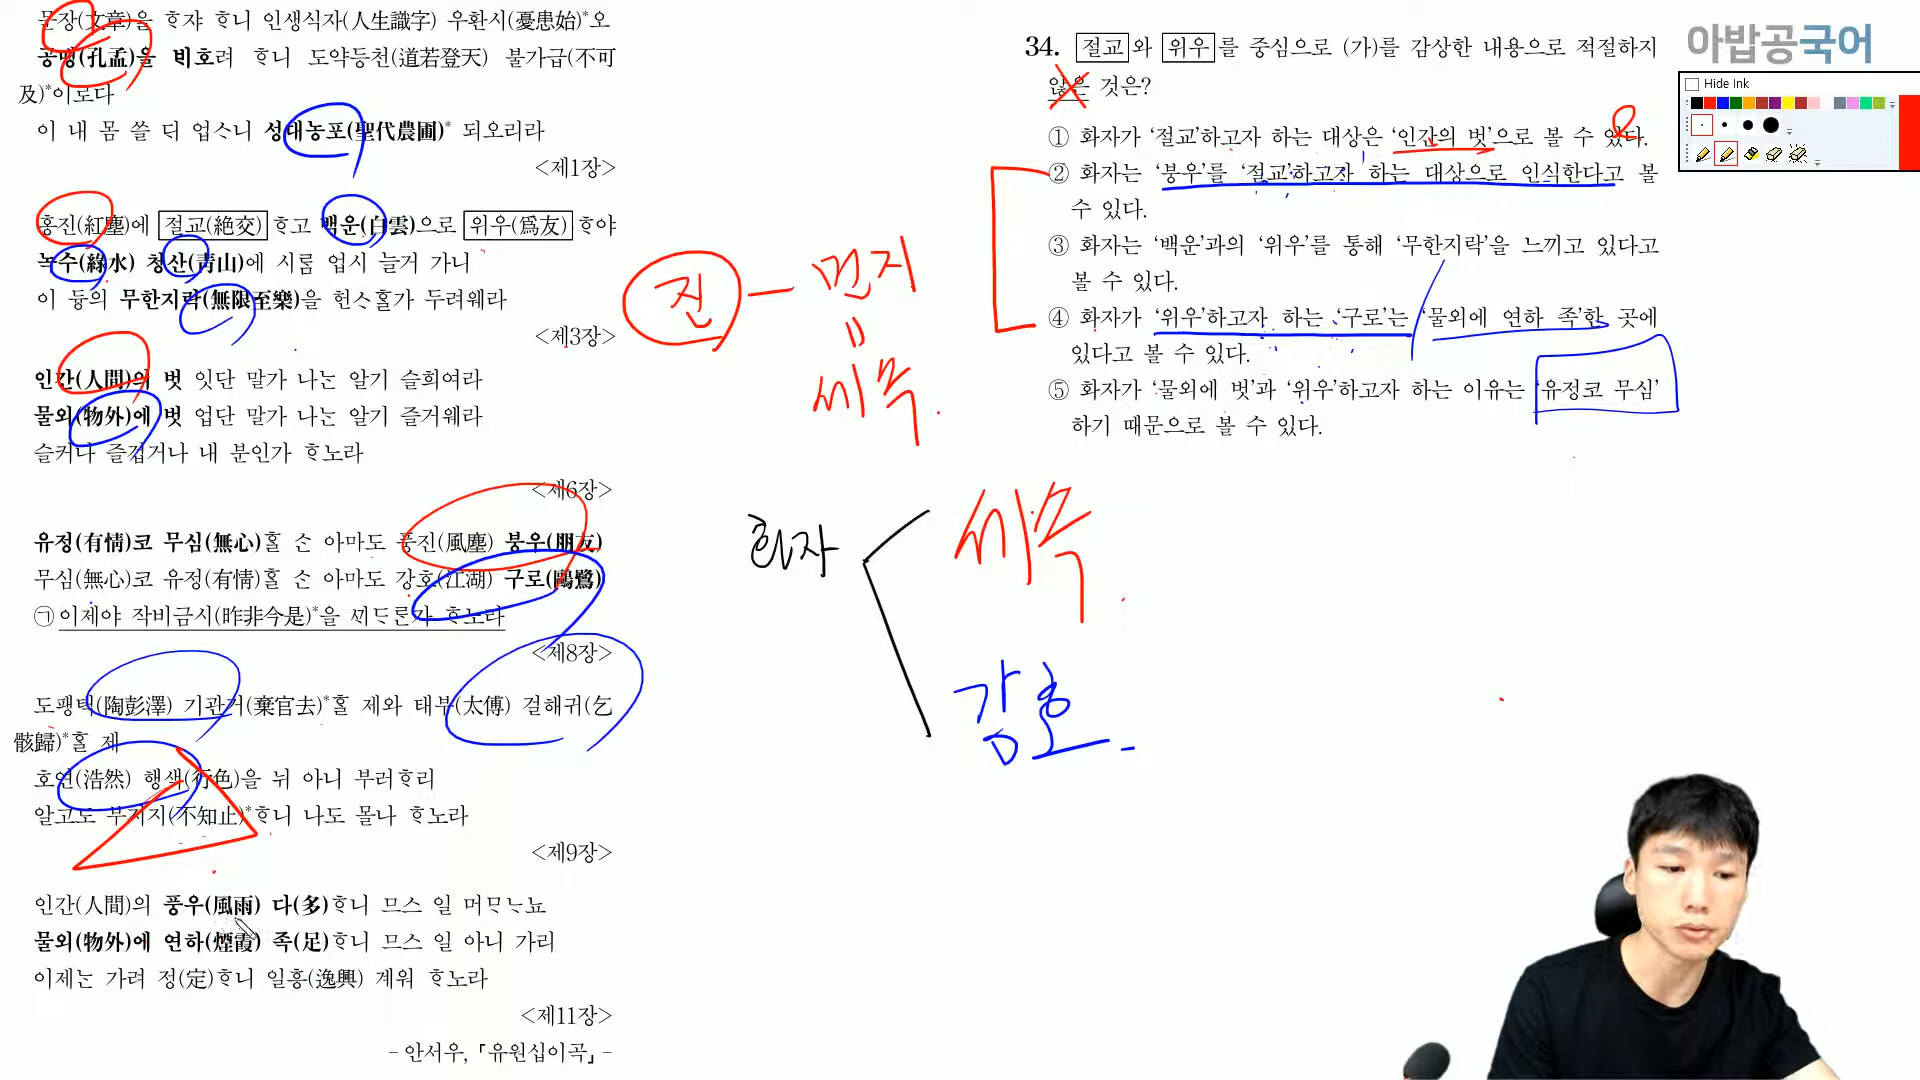 문장(文章)을 ᄒᆞ쟈 ᄒᆞ니 인생식자(人生識字) 우환시(憂患始)*오
공맹(孔孟)을 비호려 ᄒᆞ니 도약등천(道若登天) 불가급(不可
及)*이로다
이 내 몸 쓸 ᄃᆡ 업스니 성대농포(聖代農圃)* 되오리라
<제1장>
홍진(紅塵)에 절교(絶交)ᄒᆞ고 백운(白雲)으로 위우(爲友)ᄒᆞ야
녹수(綠水) 청산(靑山)에 시름 업시 늘거 가니
이 듕의 무한지락(無限至樂)을 헌ᄉᆞ홀가 두려웨라
<제3장>
인간(人間)의 벗 잇단 말가 나는 알기 슬희여라
물외(物外)에 벗 업단 말가 나는 알기 즐거웨라
슬커나 즐겁거나 내 분인가 ᄒᆞ노라
<제6장>
유정(有情)코 무심(無心)ᄒᆞᆯ 손 아마도 풍진(風塵) 붕우(朋友)
무심(無心)코 유정(有情)ᄒᆞᆯ 손 아마도 강호(江湖) 구로(鷗鷺)
㉠ 이제야 작비금시(昨非今是)*을 ᄭᆡᄃᆞ론가 ᄒᆞ노라
<제8장>
도팽택(陶彭澤) 기관거(棄官去)*ᄒᆞᆯ 제와 태부(太傅) 걸해귀(乞
骸歸)*ᄒᆞᆯ 제
호연(浩然) 행색(行色)을 뉘 아니 부러ᄒᆞ리
알고도 부지지(不知止)*ᄒᆞ니 나도 몰나 ᄒᆞ노라
<제9장>
인간(人間)의 풍우(風雨) 다(多)ᄒᆞ니 므스 일 머므ᄂᆞ뇨
물외(物外)에 연하(煙霞) 족(足)ᄒᆞ니 므스 일 아니 가리
이제ᄂᆞᆫ 가려 정(定)ᄒᆞ니 일흥(逸興) 계워 ᄒᆞ노라
<제11장>
- 안서우, 「유원십이곡」 -
진 - 먼지
=
세속
화자
세속
강호
34. 절교와 위우를 중심으로 (가)를 감상한 내용으로 적절하지
않은 것은?
① 화자가 ‘절교’하고자 하는 대상은 ‘인간의 벗’으로 볼 수 있다.
② 화자는 ‘붕우’를 ‘절교’하고자 하는 대상으로 인식한다고 볼
수 있다.
③ 화자는 ‘백운’과의 ‘위우’를 통해 ‘무한지락’을 느끼고 있다고
볼 수 있다.
④ 화자가 ‘위우’하고자 하는 ‘구로’는 ‘물외에 연하 족’한 곳에
있다고 볼 수 있다.
⑤ 화자가 ‘물외에 벗’과 ‘위우’하고자 하는 이유는 ‘유정코 무심’
하기 때문으로 볼 수 있다.
아밥공국어
Hide Ink